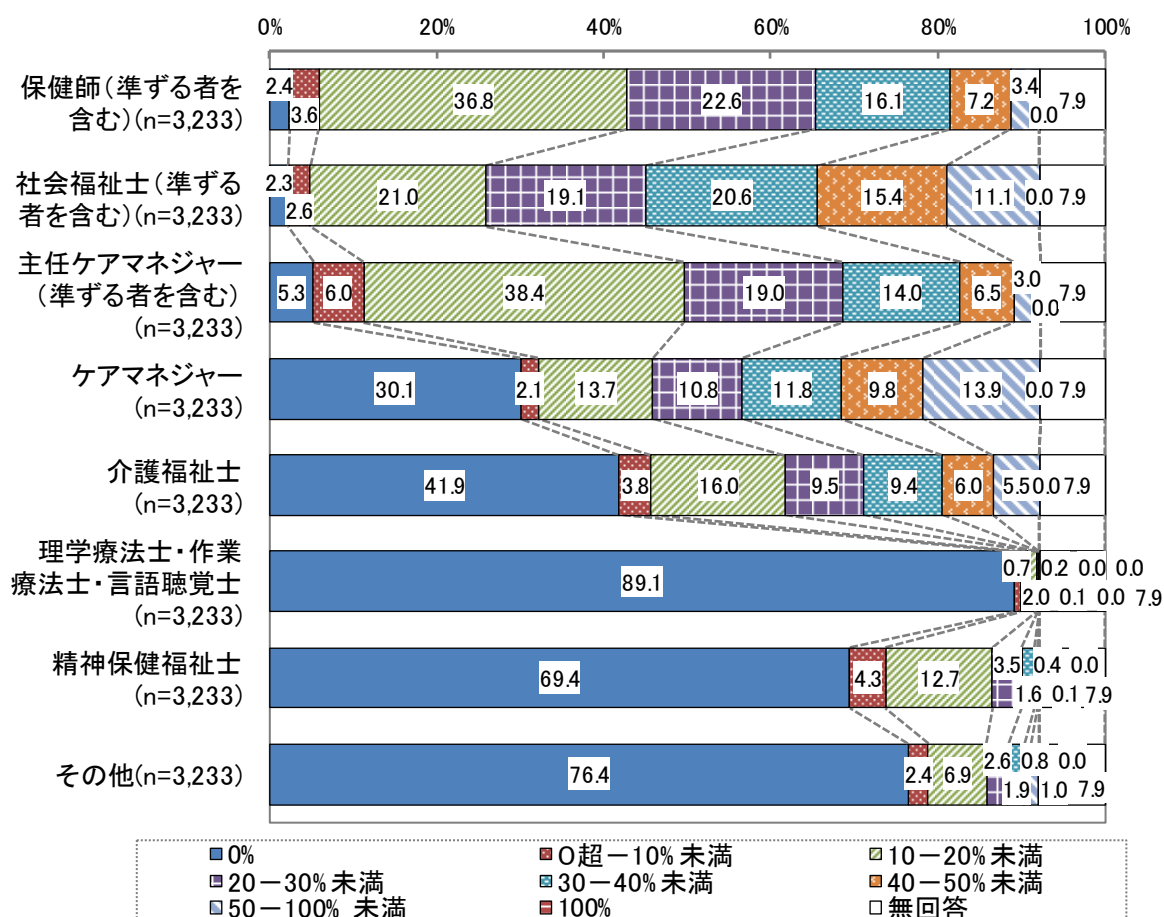 0% 20% 40% 60% 80% 100%
保健師（準ずる者を
含む）(n=3,233)
2.4 3.6 36.8 22.6 16.1 7.2 3.4 0.0 7.9
社会福祉士（準ずる
者を含む）(n=3,233)
2.3 2.6 21.0 19.1 20.6 15.4 11.1 0.0 7.9
主任ケアマネジャー
（準ずる者を含む）
(n=3,233)
5.3 6.0 38.4 19.0 14.0 6.5 3.0 0.0 7.9
ケアマネジャー
(n=3,233)
30.1 2.1 13.7 10.8 11.8 9.8 13.9 0.0 7.9
介護福祉士
(n=3,233)
41.9 3.8 16.0 9.5 9.4 6.0 5.5 0.0 7.9
理学療法士・作業
療法士・言語聴覚士
(n=3,233)
89.1
0.7 0.2 0.0 0.0
2.0 0.1 0.0 7.9
精神保健福祉士
(n=3,233)
69.4 4.3 12.7
3.5 0.4 0.0
1.6 0.1 7.9
その他(n=3,233)
76.4 2.4 6.9
2.6 0.8 0.0
1.9 1.0 7.9
0% 0超－10%未満 10－20%未満
20－30%未満 30－40%未満 40－50%未満
50－100% 未満 100% 無回答